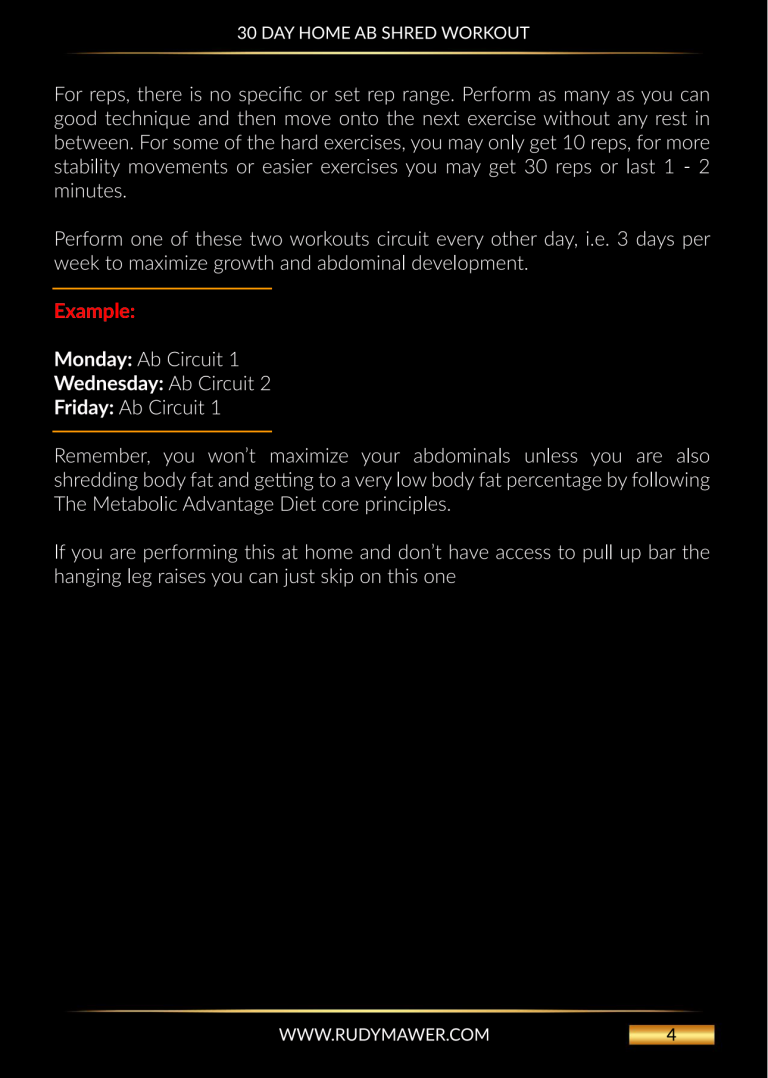 30 DAY HOME AB SHRED WORKOUT
For reps, there is no specific or set rep range. Perform as many as you can
good technique and then move onto the next exercise without any rest in
between. For some of the hard exercises, you may only get 10 reps, for more
stability movements or easier exercises you may get 30 reps or last 1 - 2
minutes.
Perform one of these two workouts circuit every other day, i.e. 3 days per
week to maximize growth and abdominal development.
Example:
Monday: Ab Circuit 1
Wednesday: Ab Circuit 2
Friday: Ab Circuit 1
Remember, you won’t maximize your abdominals unless you are also
shredding body fat and getting to a very low body fat percentage by following
The Metabolic Advantage Diet core principles.
If you are performing this at home and don’t have access to pull up bar the
hanging leg raises you can just skip on this one
WWW.RUDYMAWER.COM
4